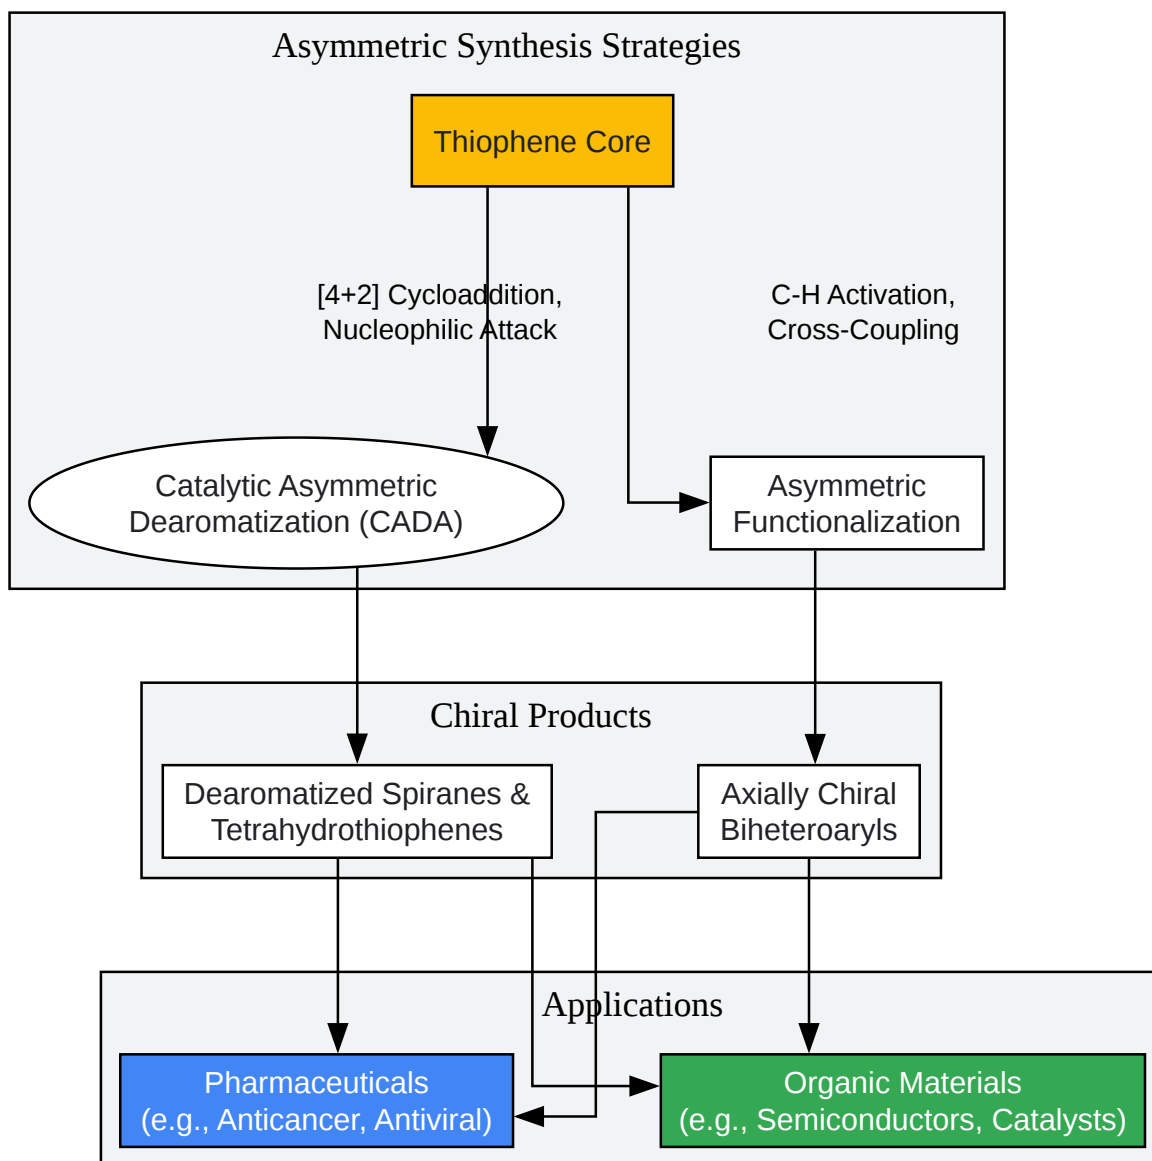 Asymmetric Synthesis Strategies
Thiophene Core
[4+2] Cycloaddition,
Nucleophilic Attack
C-H Activation,
Cross-Coupling
Catalytic Asymmetric
Dearomatization (CADA)
Asymmetric
Functionalization
Chiral Products
Dearomatized Spiranes &
Tetrahydrothiophenes
Axially Chiral
Biheteroaryls
Applications
Pharmaceuticals
(e.g., Anticancer, Antiviral)
Organic Materials
(e.g., Semiconductors, Catalysts)